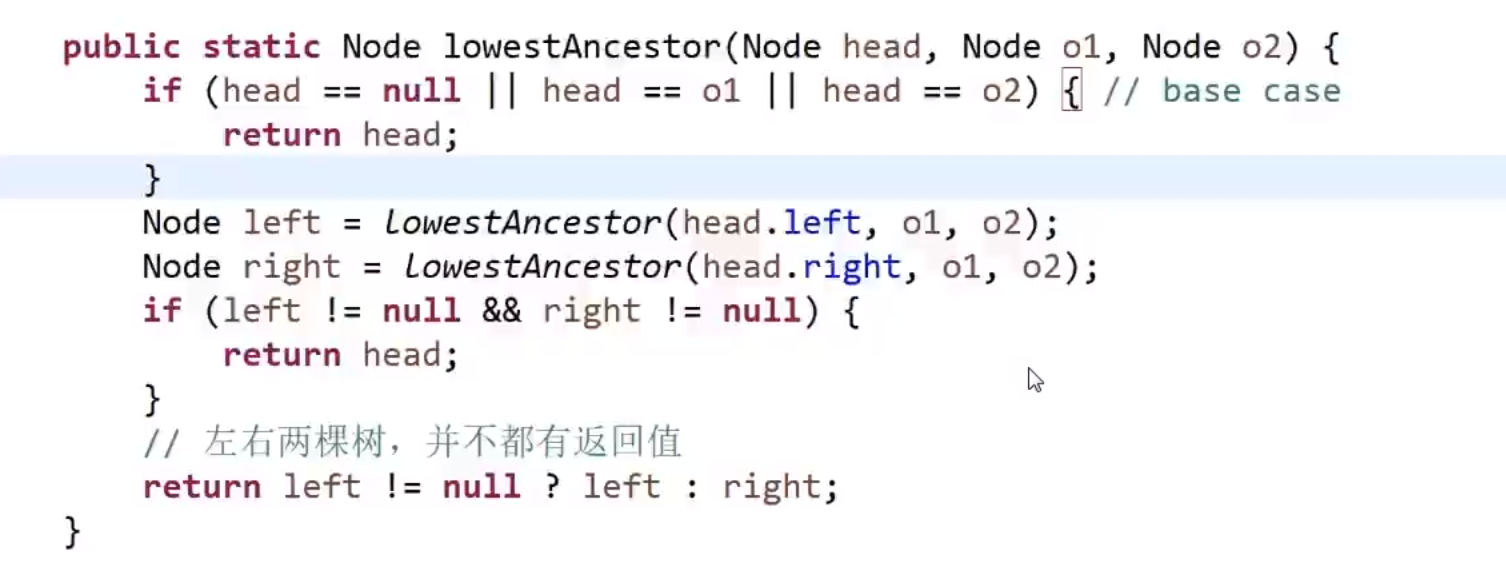 public static Node lowestAncestor(Node head, Node o1, Node o2) {
    if (head == null || head == o1 || head == o2) { // base case
        return head;
    }
    Node left = lowestAncestor(head.left, o1, o2);
    Node right = lowestAncestor(head.right, o1, o2);
    if (left != null && right != null) {
        return head;
    }
    // 左右两棵树，并不都有返回值
    return left != null ? left : right;
}